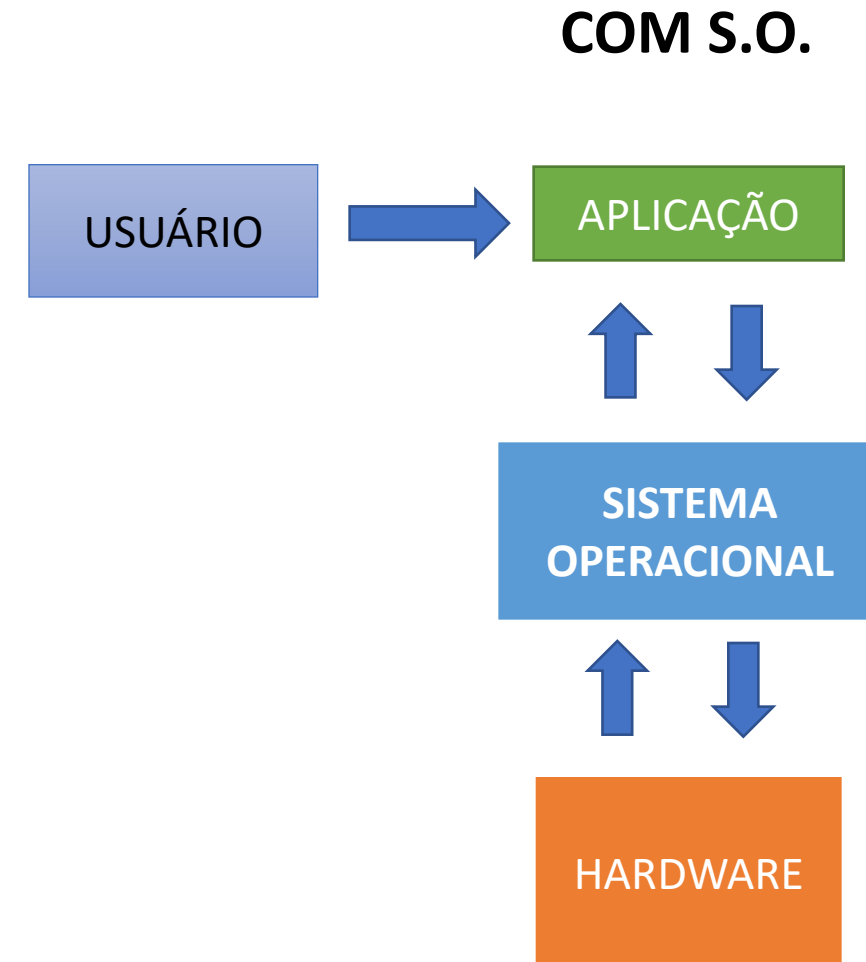 COM S.O.
USUÁRIO
APLICAÇÃO
SISTEMA
OPERACIONAL
HARDWARE